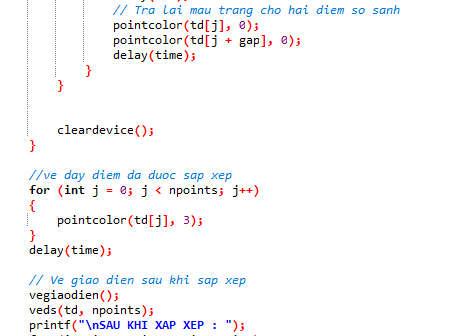 // Tra lai mau trang cho hai diem so sanh
pointcolor(td[j], 0);
pointcolor(td[j + gap], 0);
delay(time);
}
}
cleardevice();
}
//ve day diem da duoc sap xep
for (int j = 0; j < npoints; j++)
{
pointcolor(td[j], 3);
}
delay(time);
// Ve giao dien sau khi sap xep
vegiaodien();
veds(td, npoints);
printf("\nSAU KHI XAP XEP : ");